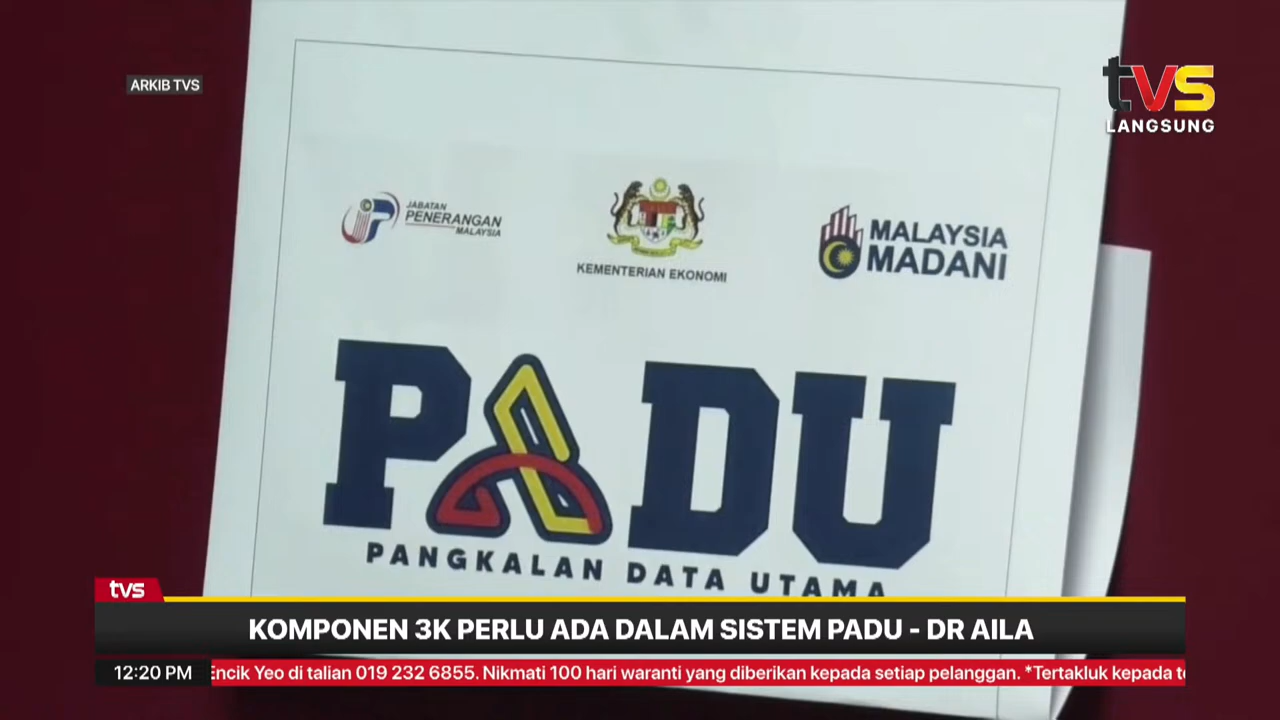 ARKIB TVS
tvs
LANGSUNG
JABATAN
PENERANGAN
MALAYSIA
KEMENTERIAN EKONOMI
MALAYSIA
MADANI
PADU
PANGKALAN DATA UTAMA
tvs
KOMPONEN 3K PERLU ADA DALAM SISTEM PADU - DR AILA
12:20 PM
Encik Yeo di talian 019 232 6855. Nikmati 100 hari waranti yang diberikan kepada setiap pelanggan. *Tertakluk kepada